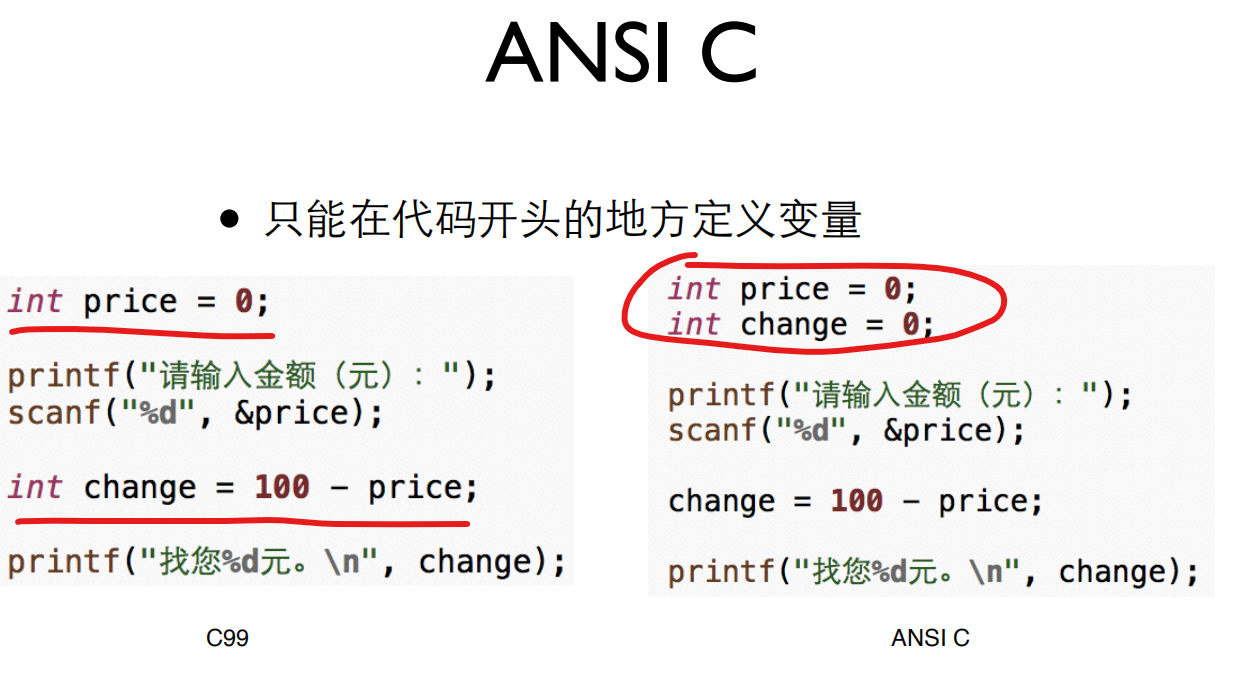 ANSI C
● 只能在代码开头的地方定义变量
int price = 0;
printf("请输入金额（元）：");
scanf("%d", &price);
int change = 100 - price;
printf("找您%d元。\n", change);
C99
int price = 0;
int change = 0;
printf("请输入金额（元）：");
scanf("%d", &price);
change = 100 - price;
printf("找您%d元。\n", change);
ANSI C